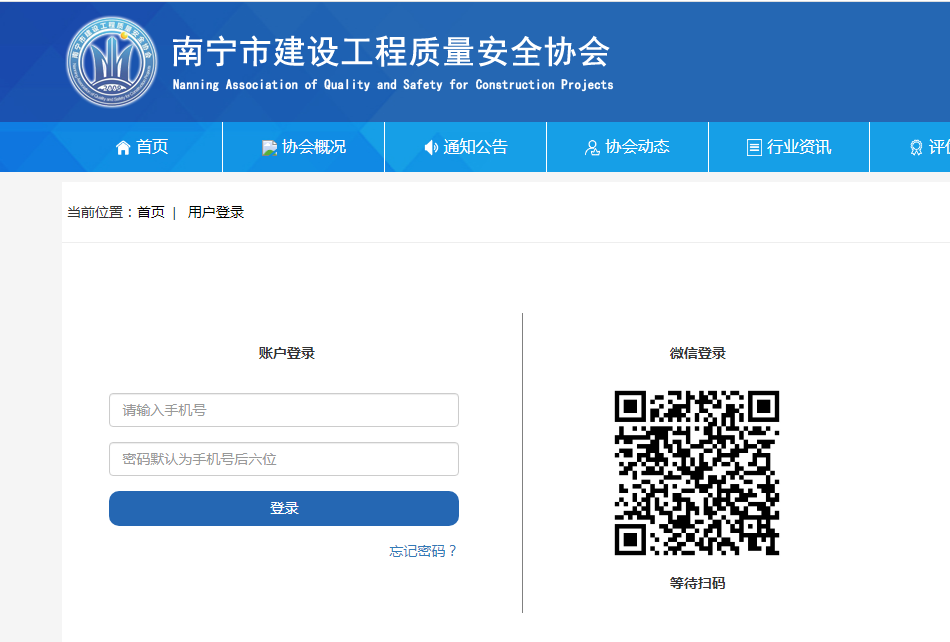 南宁市建设工程质量安全协会
Nanning Association of Quality and Safety for Construction Projects
2009
首页
协会概况
通知公告
协会动态
行业资讯
当前位置：首页 | 用户登录
账户登录
微信登录
请输入手机号
密码默认为手机号后六位
登录
忘记密码？
等待扫码